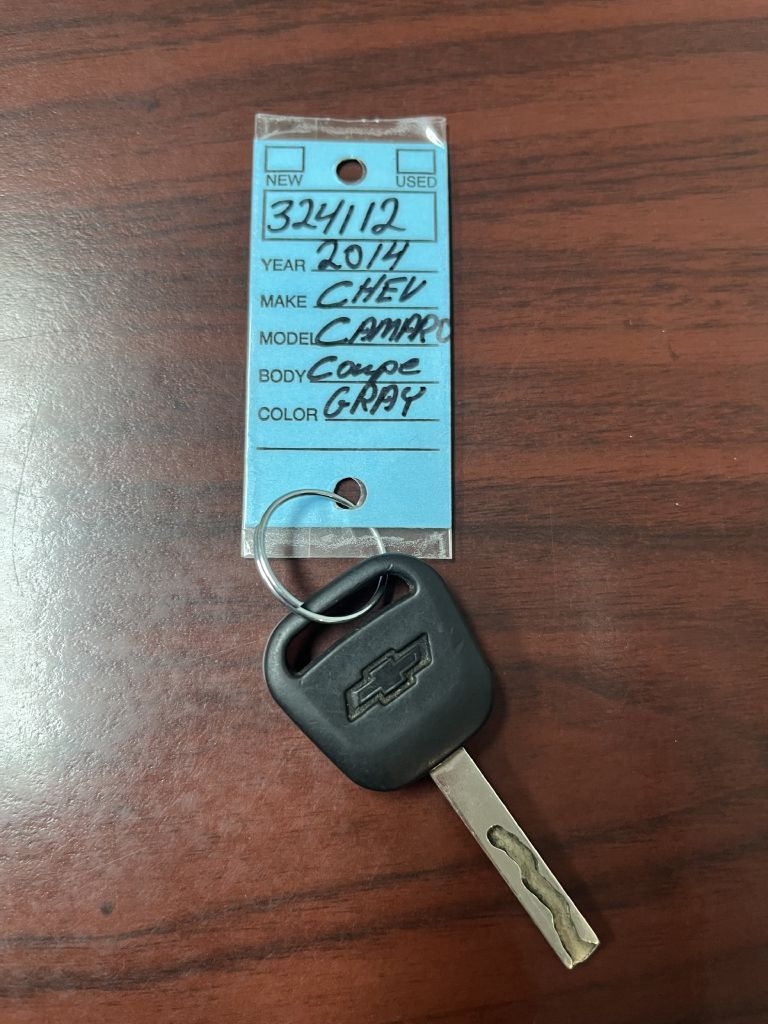 NEW USED
324112
YEAR 2014
MAKE CHEV
MODEL CAMARO
BODY Coupe
COLOR GRAY